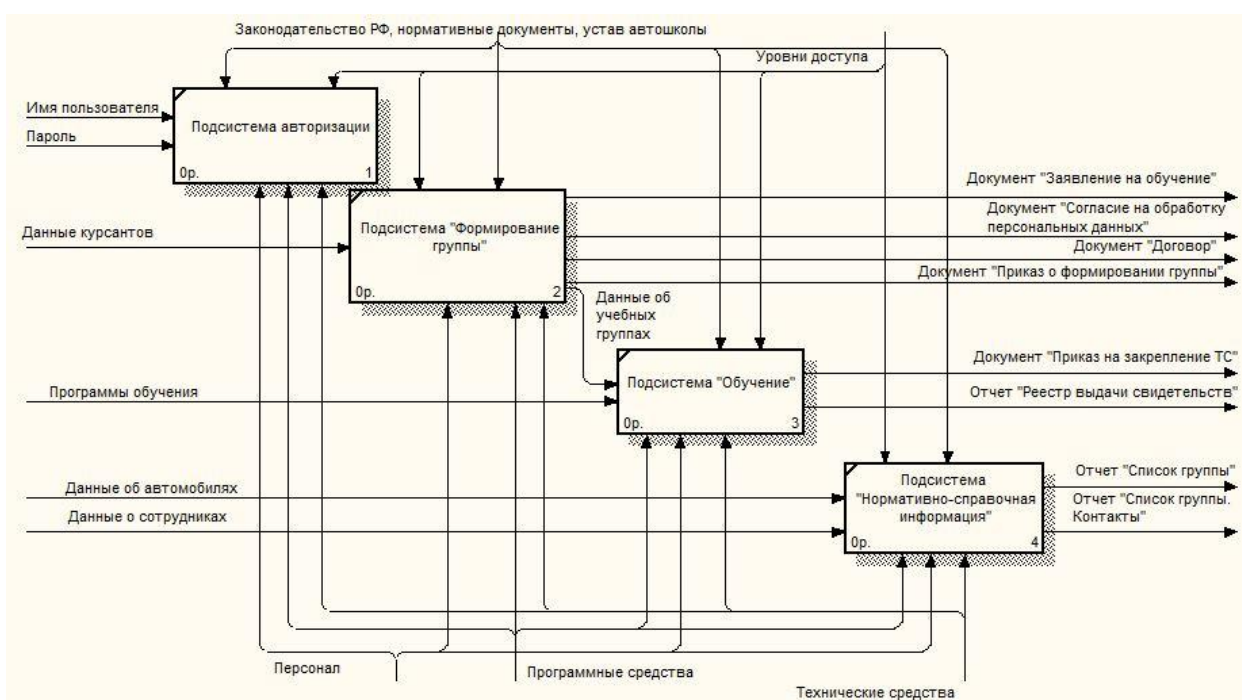 Законодательство РФ, нормативные документы, устав автошколы
Уровни доступа
Имя пользователя
Пароль
Подсистема авторизации
0р.
1
Данные курсантов
Подсистема "Формирование
группы"
0р.
2
Документ "Заявление на обучение"
Документ "Согласие на обработку
персональных данных"
Документ "Договор"
Документ "Приказ о формировании группы"
Данные об
учебных
группах
Программы обучения
Подсистема "Обучение"
0р.
3
Документ "Приказ на закрепление ТС"
Отчет "Реестр выдачи свидетельств"
Данные об автомобилях
Данные о сотрудниках
Подсистема
"Нормативно-справочная
информация"
0р.
4
Отчет "Список группы"
Отчет "Список группы.
Контакты"
Персонал
Программные средства
Технические средства